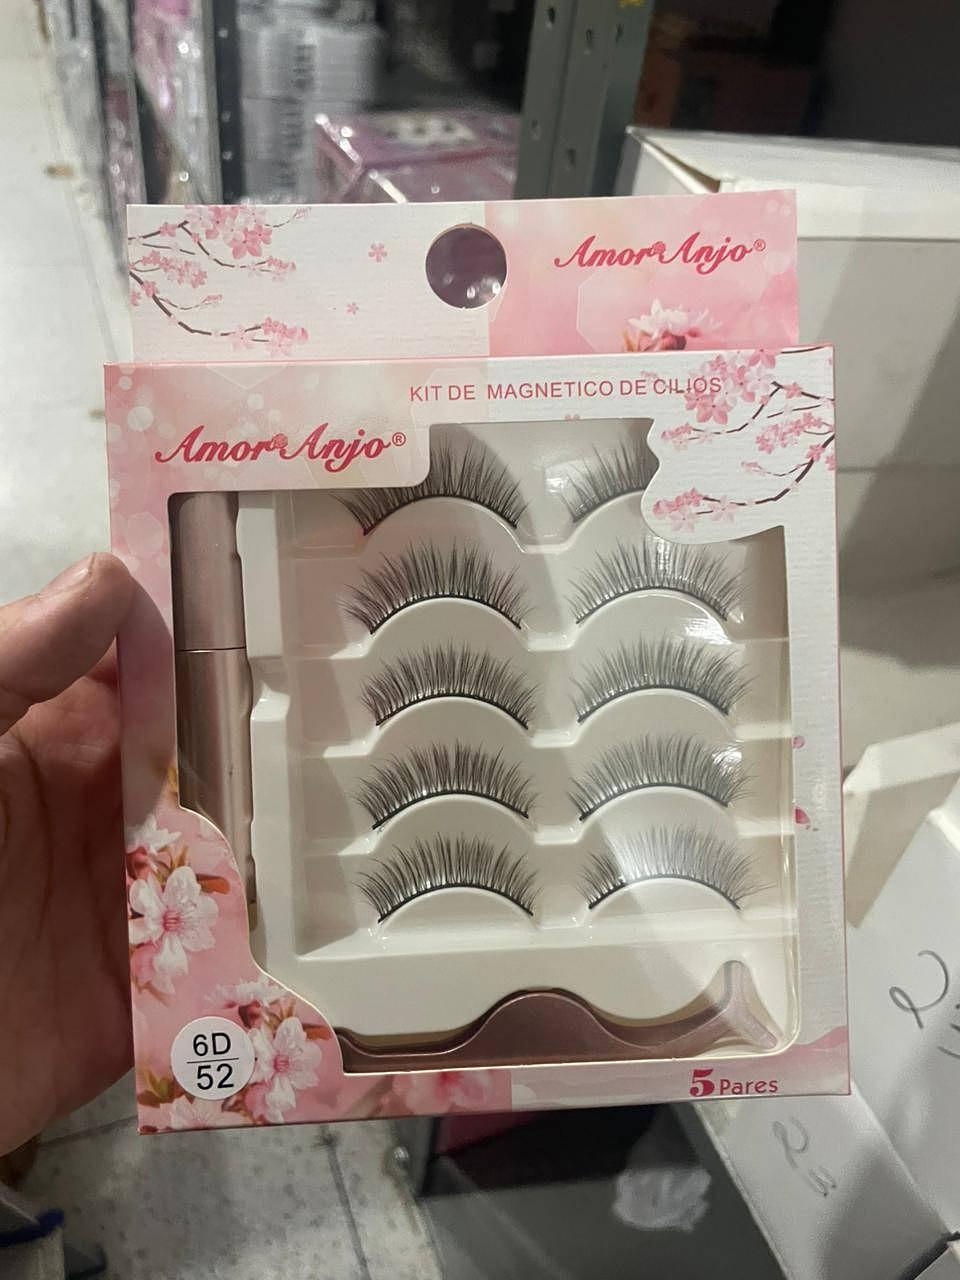 Amor Anjo®
KIT DE MAGNETICO DE CILIOS
Amor Anjo®
6D
52
5 Pares